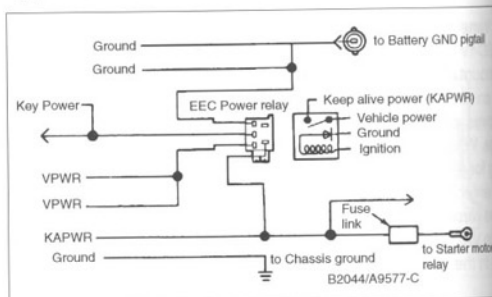 Ground
to Battery GND pigtail
Ground
Key Power
EEC Power relay
Keep alive power (KAPWR)
Vehicle power
Ground
Ignition
VPWR
VPWR
KAPWR
Fuse
link
Ground
to Chassis ground
to Starter motor
relay
B2044/A9577-C